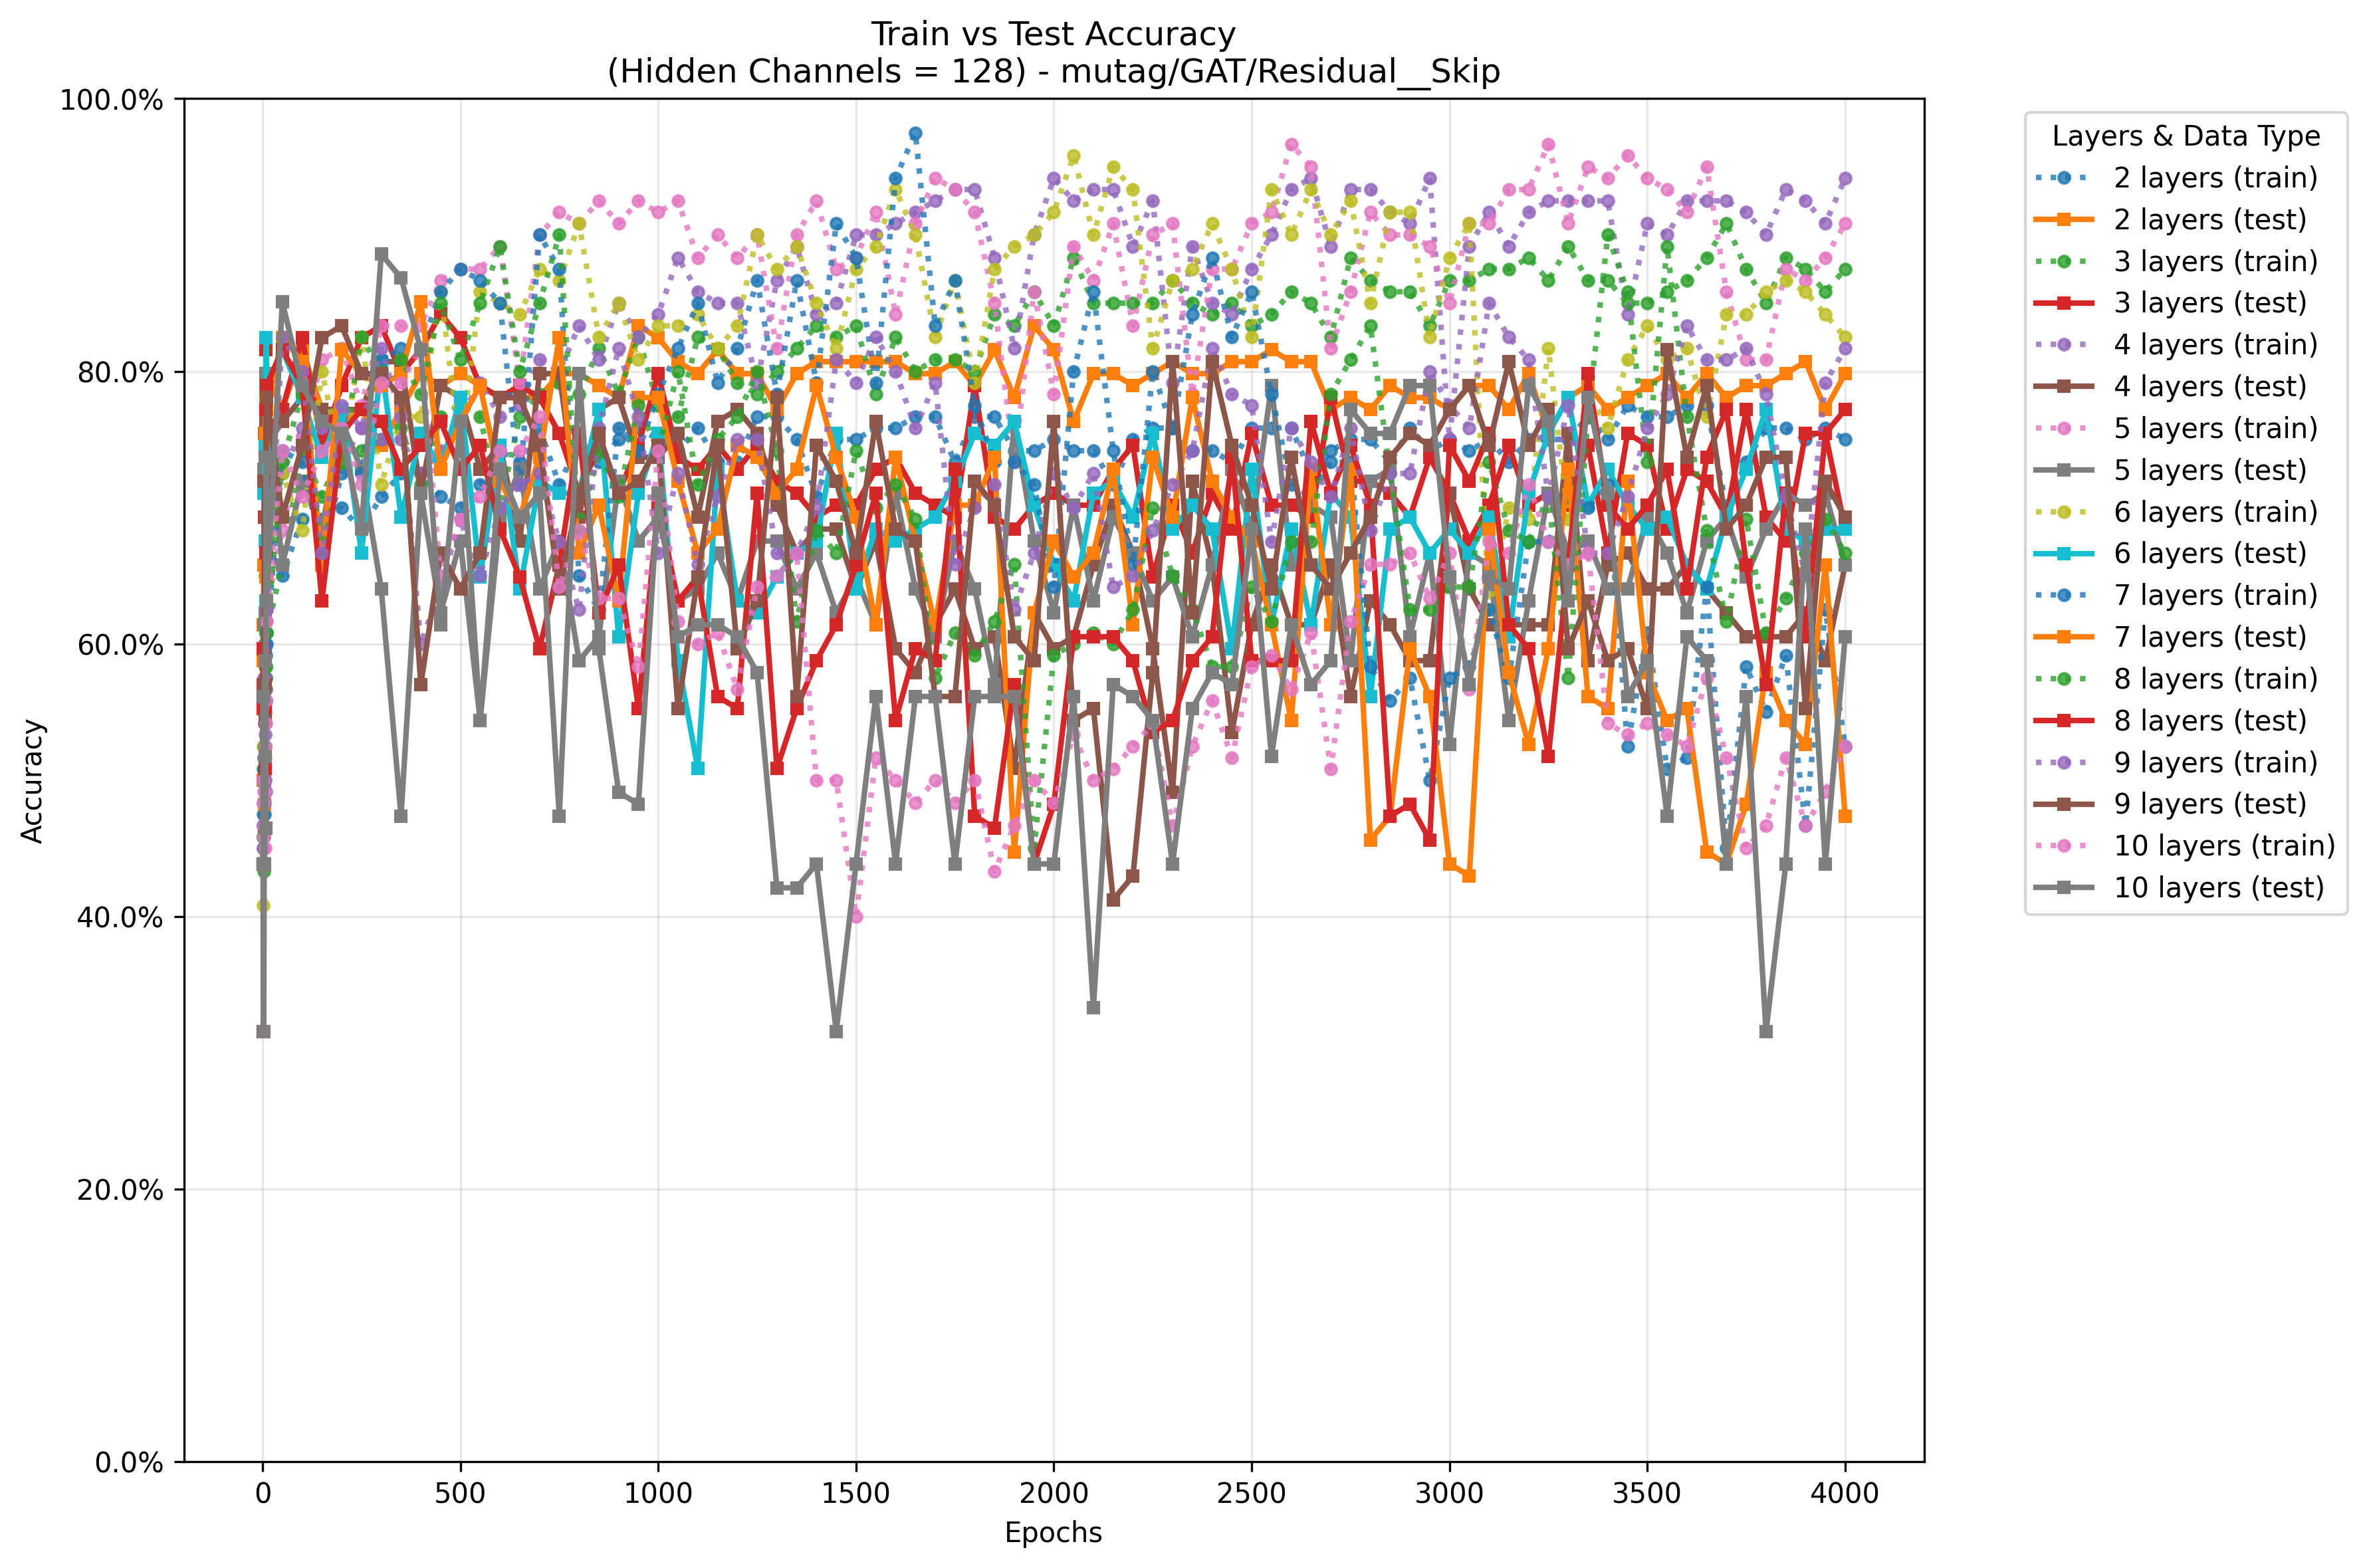 Train vs Test Accuracy
(Hidden Channels = 128) - mutag/GAT/Residual__Skip
100.0%
80.0%
60.0%
40.0%
20.0%
0.0%
Accuracy
0
500
1000
1500
2000
2500
3000
3500
4000
Epochs
Layers & Data Type
2 layers (train)
2 layers (test)
3 layers (train)
3 layers (test)
4 layers (train)
4 layers (test)
5 layers (train)
5 layers (test)
6 layers (train)
6 layers (test)
7 layers (train)
7 layers (test)
8 layers (train)
8 layers (test)
9 layers (train)
9 layers (test)
10 layers (train)
10 layers (test)